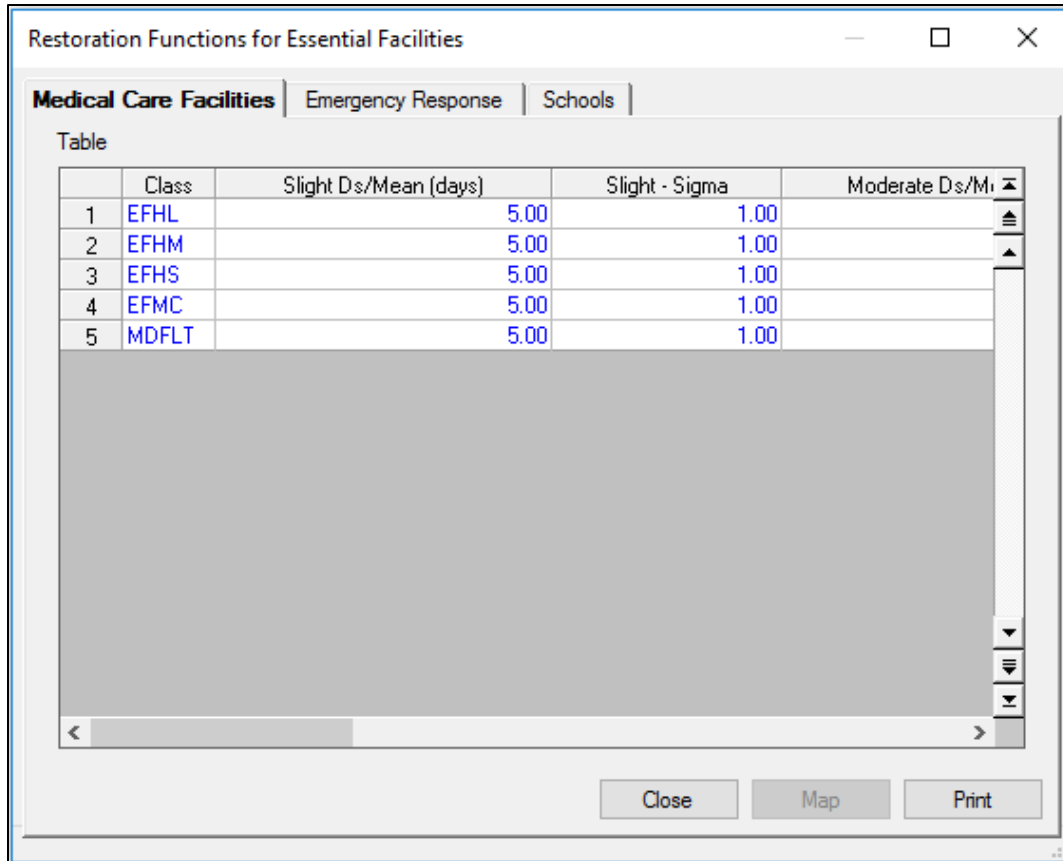 Restoration Functions for Essential Facilities
Medical Care Facilities Emergency Response Schools
Table
Class Slight Ds/Mean (days) Slight - Sigma Moderate Ds/M
1 EFHL 5.00 1.00
2 EFHM 5.00 1.00
3 EFHS 5.00 1.00
4 EFMC 5.00 1.00
5 MDFLT 5.00 1.00
Close Map Print